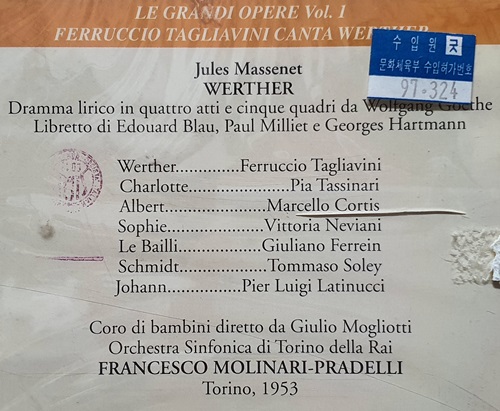 LE GRANDI OPERE Vol. 1
FERRUCCIO TAGLIAVINI CANTA WERTHER
수입원 굿
문화체육부 수입허가번호
97-324
Jules Massenet
WERTHER
Dramma lirico in quattro atti e cinque quadri da Wolfgang Goethe
Libretto di Edouard Blau, Paul Milliet e Georges Hartmann
Werther..............Ferruccio Tagliavini
Charlotte.......................Pia Tassinari
Albert......................Marcello Cortis
Sophie.....................Vittoria Neviani
Le Bailli..................Giuliano Ferrein
Schmidt....................Tommaso Soley
Johann...............Pier Luigi Latinucci
Coro di bambini diretto da Giulio Mogliotti
Orchestra Sinfonica di Torino della Rai
FRANCESCO MOLINARI-PRADELLI
Torino, 1953